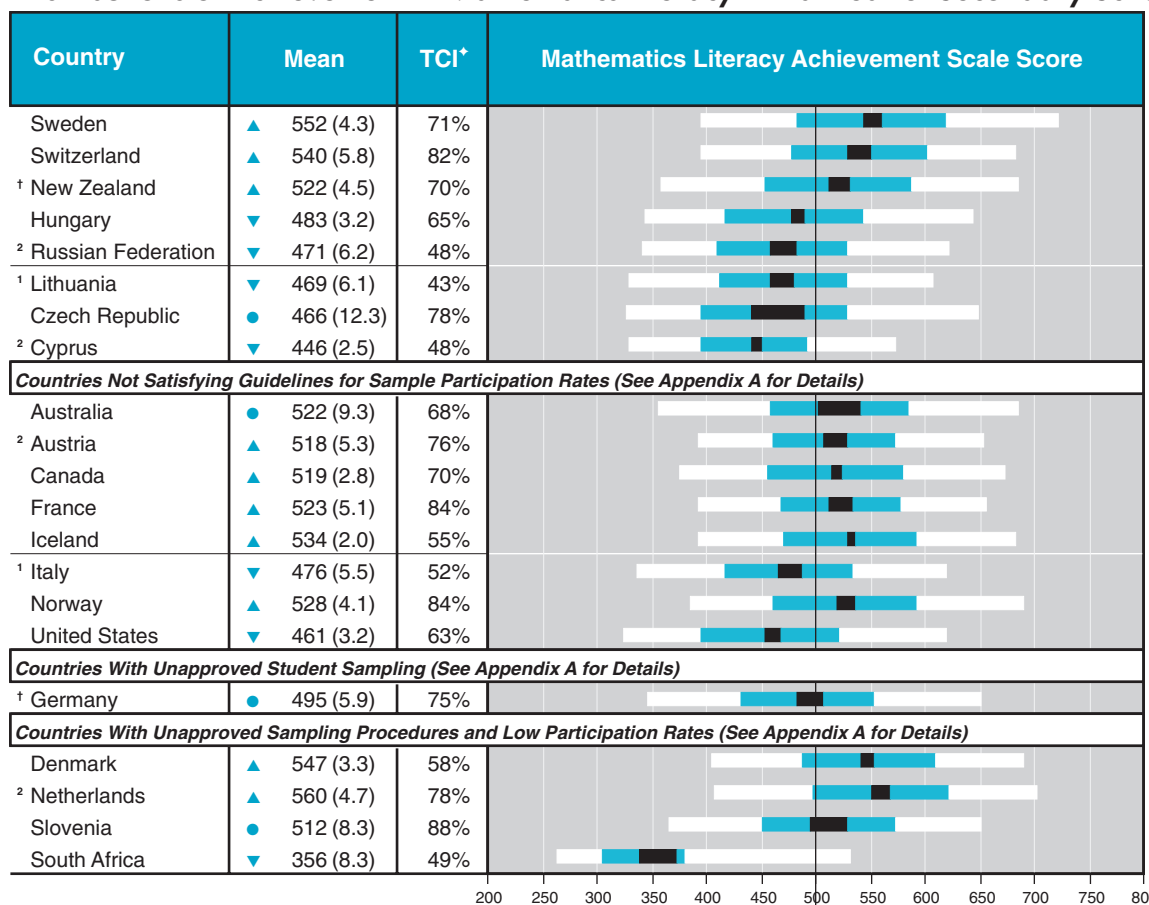 Country Mean TCI✦ Mathematics Literacy Achievement Scale Score
Sweden ▲ 552 (4.3) 71%
Switzerland ▲ 540 (5.8) 82%
† New Zealand ▲ 522 (4.5) 70%
Hungary ▼ 483 (3.2) 65%
² Russian Federation ▼ 471 (6.2) 48%
¹ Lithuania ▼ 469 (6.1) 43%
Czech Republic ● 466 (12.3) 78%
² Cyprus ▼ 446 (2.5) 48%
Countries Not Satisfying Guidelines for Sample Participation Rates (See Appendix A for Details)
Australia ● 522 (9.3) 68%
² Austria ▲ 518 (5.3) 76%
Canada ▲ 519 (2.8) 70%
France ▲ 523 (5.1) 84%
Iceland ▲ 534 (2.0) 55%
¹ Italy ▼ 476 (5.5) 52%
Norway ▲ 528 (4.1) 84%
United States ▼ 461 (3.2) 63%
Countries With Unapproved Student Sampling (See Appendix A for Details)
† Germany ● 495 (5.9) 75%
Countries With Unapproved Sampling Procedures and Low Participation Rates (See Appendix A for Details)
Denmark ▲ 547 (3.3) 58%
² Netherlands ▲ 560 (4.7) 78%
Slovenia ● 512 (8.3) 88%
South Africa ▼ 356 (8.3) 49%
200 250 300 350 400 450 500 550 600 650 700 750 80